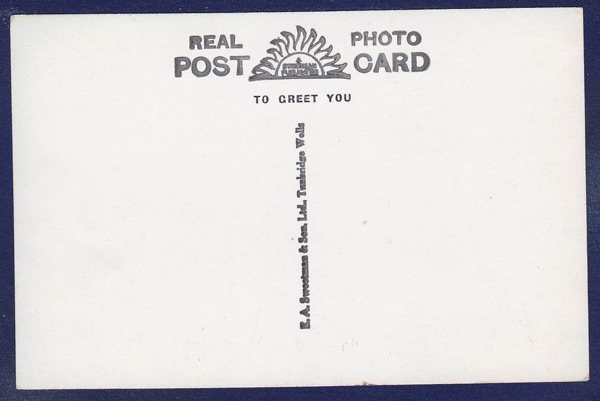 REAL PHOTO
POST CARD
TO GREET YOU
E. A. Sweetman & Son. Ltd., Tunbridge Wells